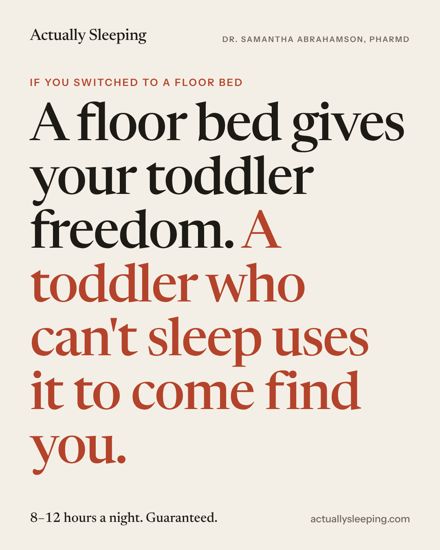 Actually Sleeping
DR. SAMANTHA ABRAHAMSON, PHARMD
IF YOU SWITCHED TO A FLOOR BED
A floor bed gives
your toddler
freedom. A
toddler who
can't sleep uses
it to come find
you.
8–12 hours a night. Guaranteed.
actuallysleeping.com